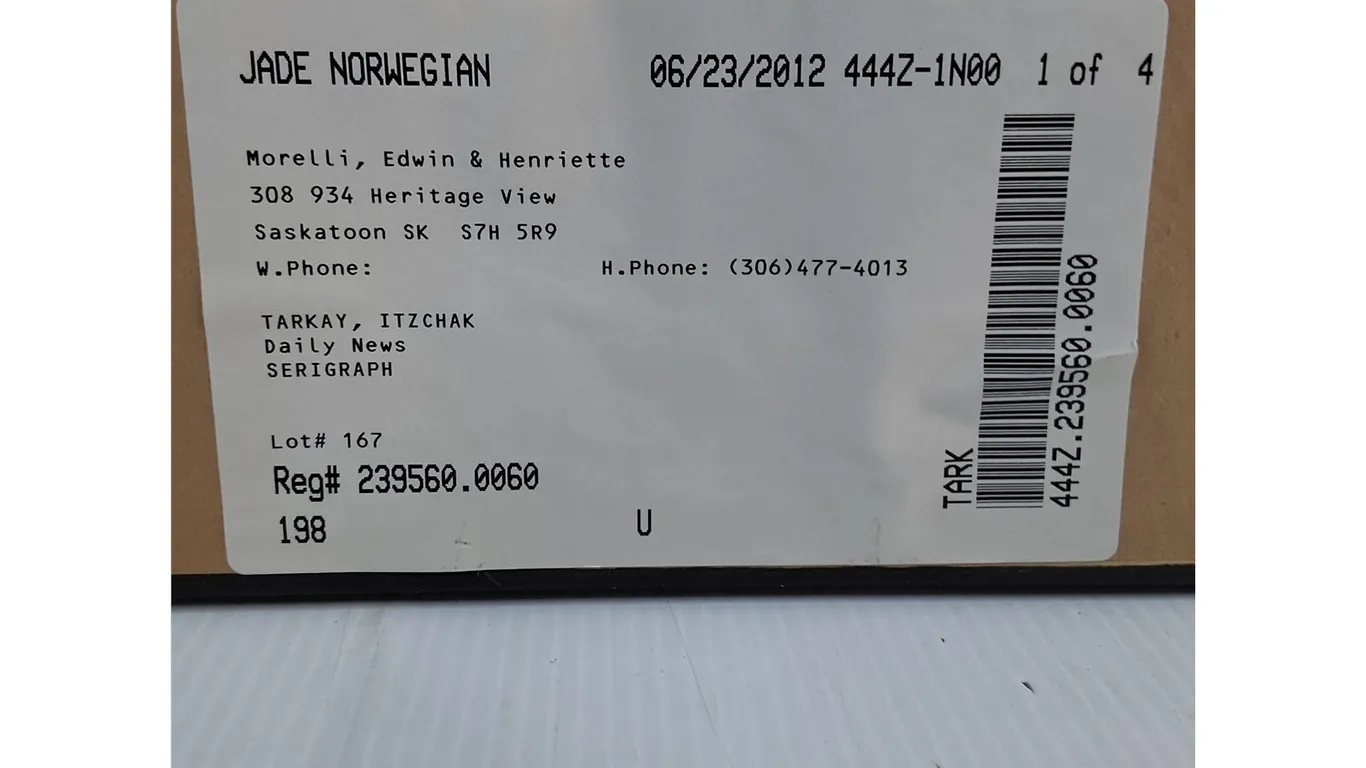 JADE NORWEGIAN 06/23/2012 444Z-1N00 1 of 4
Morelli, Edwin & Henriette
308 934 Heritage View
Saskatoon SK S7H 5R9
W.Phone: H.Phone: (306)477-4013
TARKAY, ITZCHAK
Daily News
SERIGRAPH
Lot# 167
Reg# 239560.0060
198 U
TARK
444Z.239560.0060